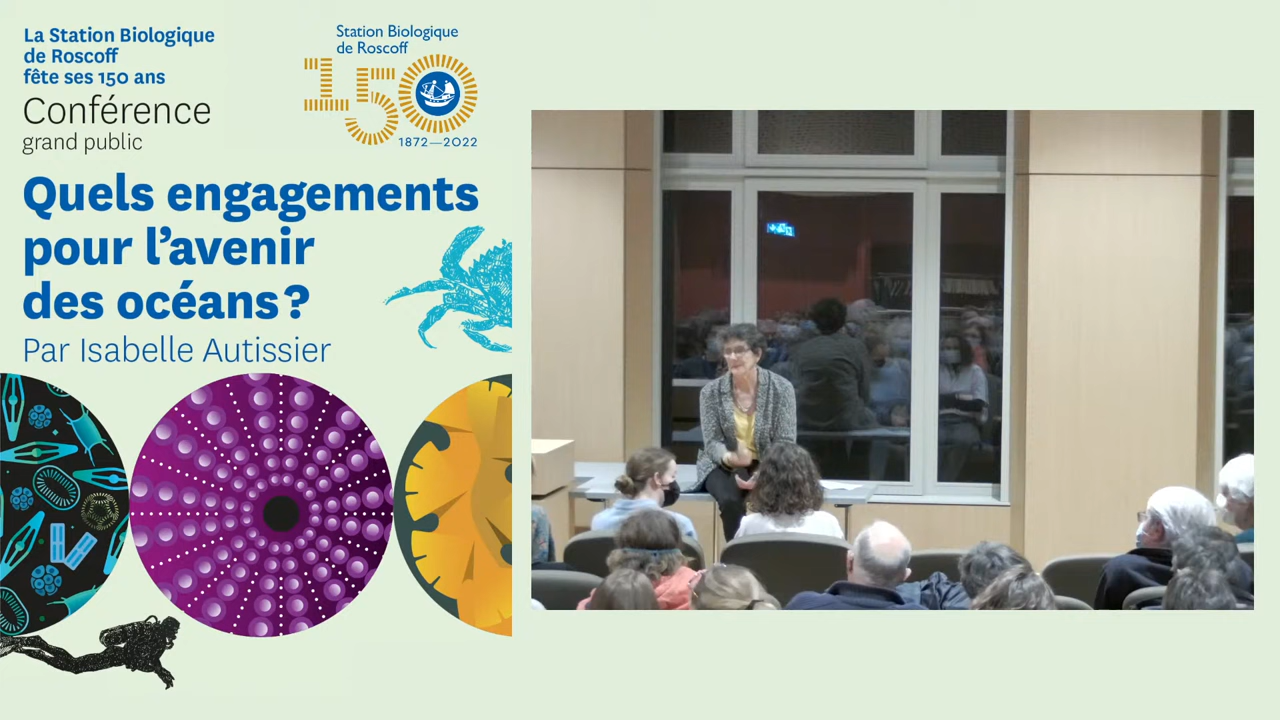 La Station Biologique
de Roscoff
fête ses 150 ans
Conférence
grand public
Station Biologique
de Roscoff
150
1872—2022
Quels engagements
pour l’avenir
des océans ?
Par Isabelle Autissier